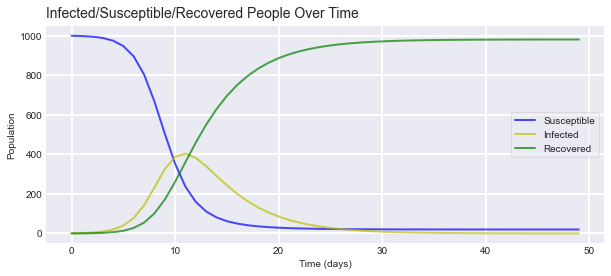 Infected/Susceptible/Recovered People Over Time
1000
800
600
400
200
0
Population
Susceptible
Infected
Recovered
0 10 20 30 40 50
Time (days)